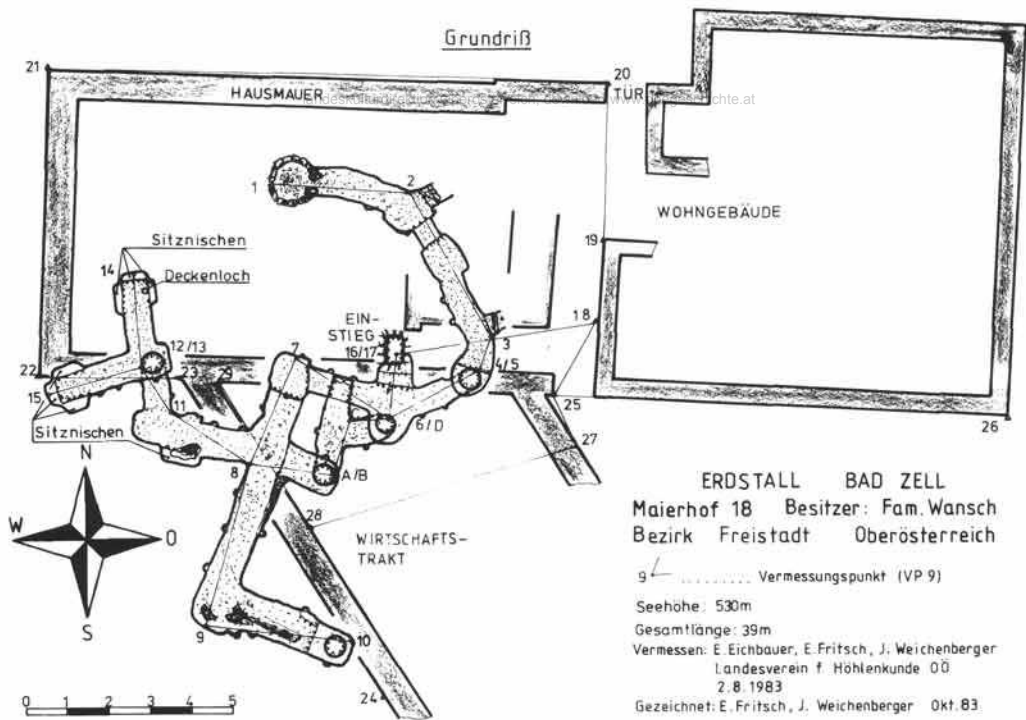 Grundriß
21
20
HAUSMAUER
TÜR
1
2
WOHNGEBÄUDE
19
Sitznischen
14
Deckenloch
18
EIN-
STIEG
16/17
3
12/13
7
4/5
22
23
29
15
11
25
6/D
26
Sitznischen
27
N
8
A/B
W
O
28
WIRTSCHAFTS-
TRAKT
S
9
10
24
0 1 2 3 4 5
ERDSTALL BAD ZELL
Maierhof 18 Besitzer: Fam. Wansch
Bezirk Freistadt Oberösterreich
9 .......... Vermessungspunkt (VP 9)
Seehöhe: 530m
Gesamtlänge: 39m
Vermessen: E. Eichbauer, E. Fritsch, J. Weichenberger
Landesverein f. Höhlenkunde OÖ
2.8.1983
Gezeichnet: E. Fritsch, J. Weichenberger Okt. 83